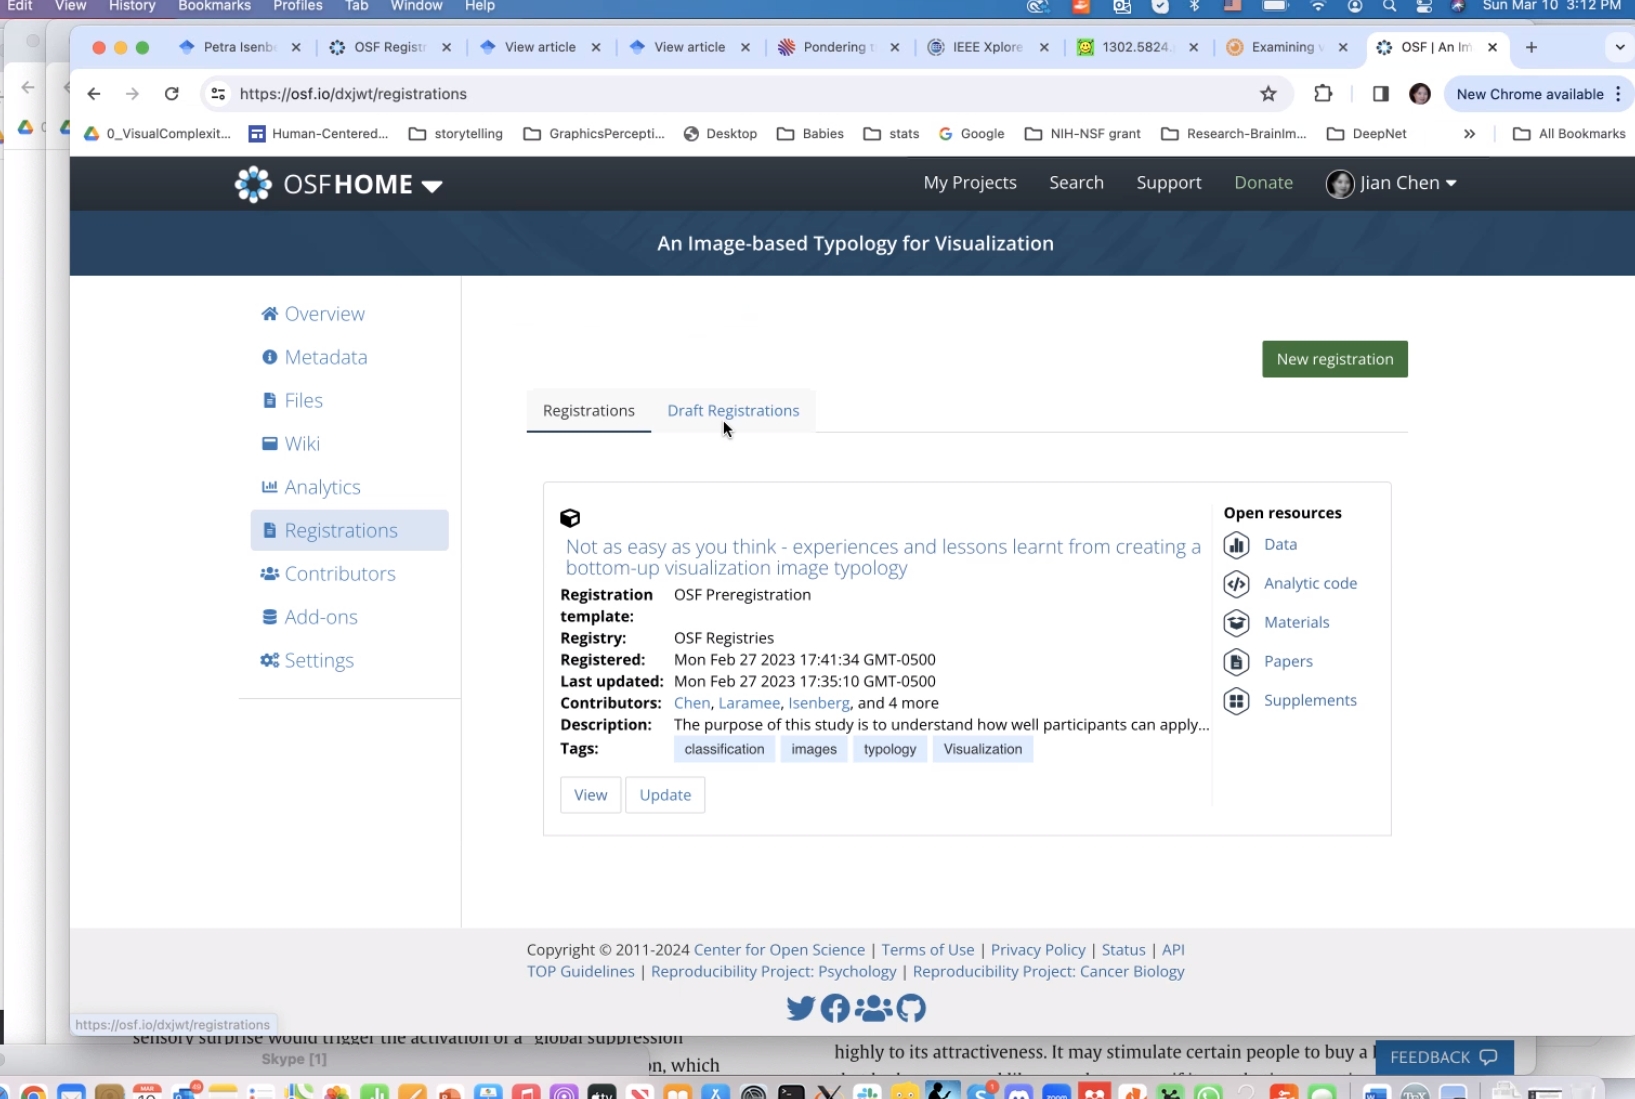 Edit View History Bookmarks Profiles Tab Window Help Sun Mar 10 3:12 PM
Petra Isenb OSF Registr View article View article Pondering t IEEE Xplore 1302.5824. Examining v OSF | An Im
https://osf.io/dxjwt/registrations New Chrome available
0_VisualComplexit... Human-Centered... storytelling GraphicsPercepti... Desktop Babies stats Google NIH-NSF grant Research-BrainIm... DeepNet » All Bookmarks
OSFHOME My Projects Search Support Donate Jian Chen
An Image-based Typology for Visualization
Overview
Metadata
Files
Wiki
Analytics
Registrations
Contributors
Add-ons
Settings
New registration
Registrations Draft Registrations
Not as easy as you think - experiences and lessons learnt from creating a
bottom-up visualization image typology
Registration template: OSF Preregistration
Registry: OSF Registries
Registered: Mon Feb 27 2023 17:41:34 GMT-0500
Last updated: Mon Feb 27 2023 17:35:10 GMT-0500
Contributors: Chen, Laramee, Isenberg, and 4 more
Description: The purpose of this study is to understand how well participants can apply...
Tags: classification images typology Visualization
View Update
Open resources
Data
Analytic code
Materials
Papers
Supplements
Copyright © 2011-2024 Center for Open Science | Terms of Use | Privacy Policy | Status | API
TOP Guidelines | Reproducibility Project: Psychology | Reproducibility Project: Cancer Biology
https://osf.io/dxjwt/registrations
sensory surprise would trigger the activation of a "global suppression
Skype [1]
n, which
highly to its attractiveness. It may stimulate certain people to buy a
FEEDBACK